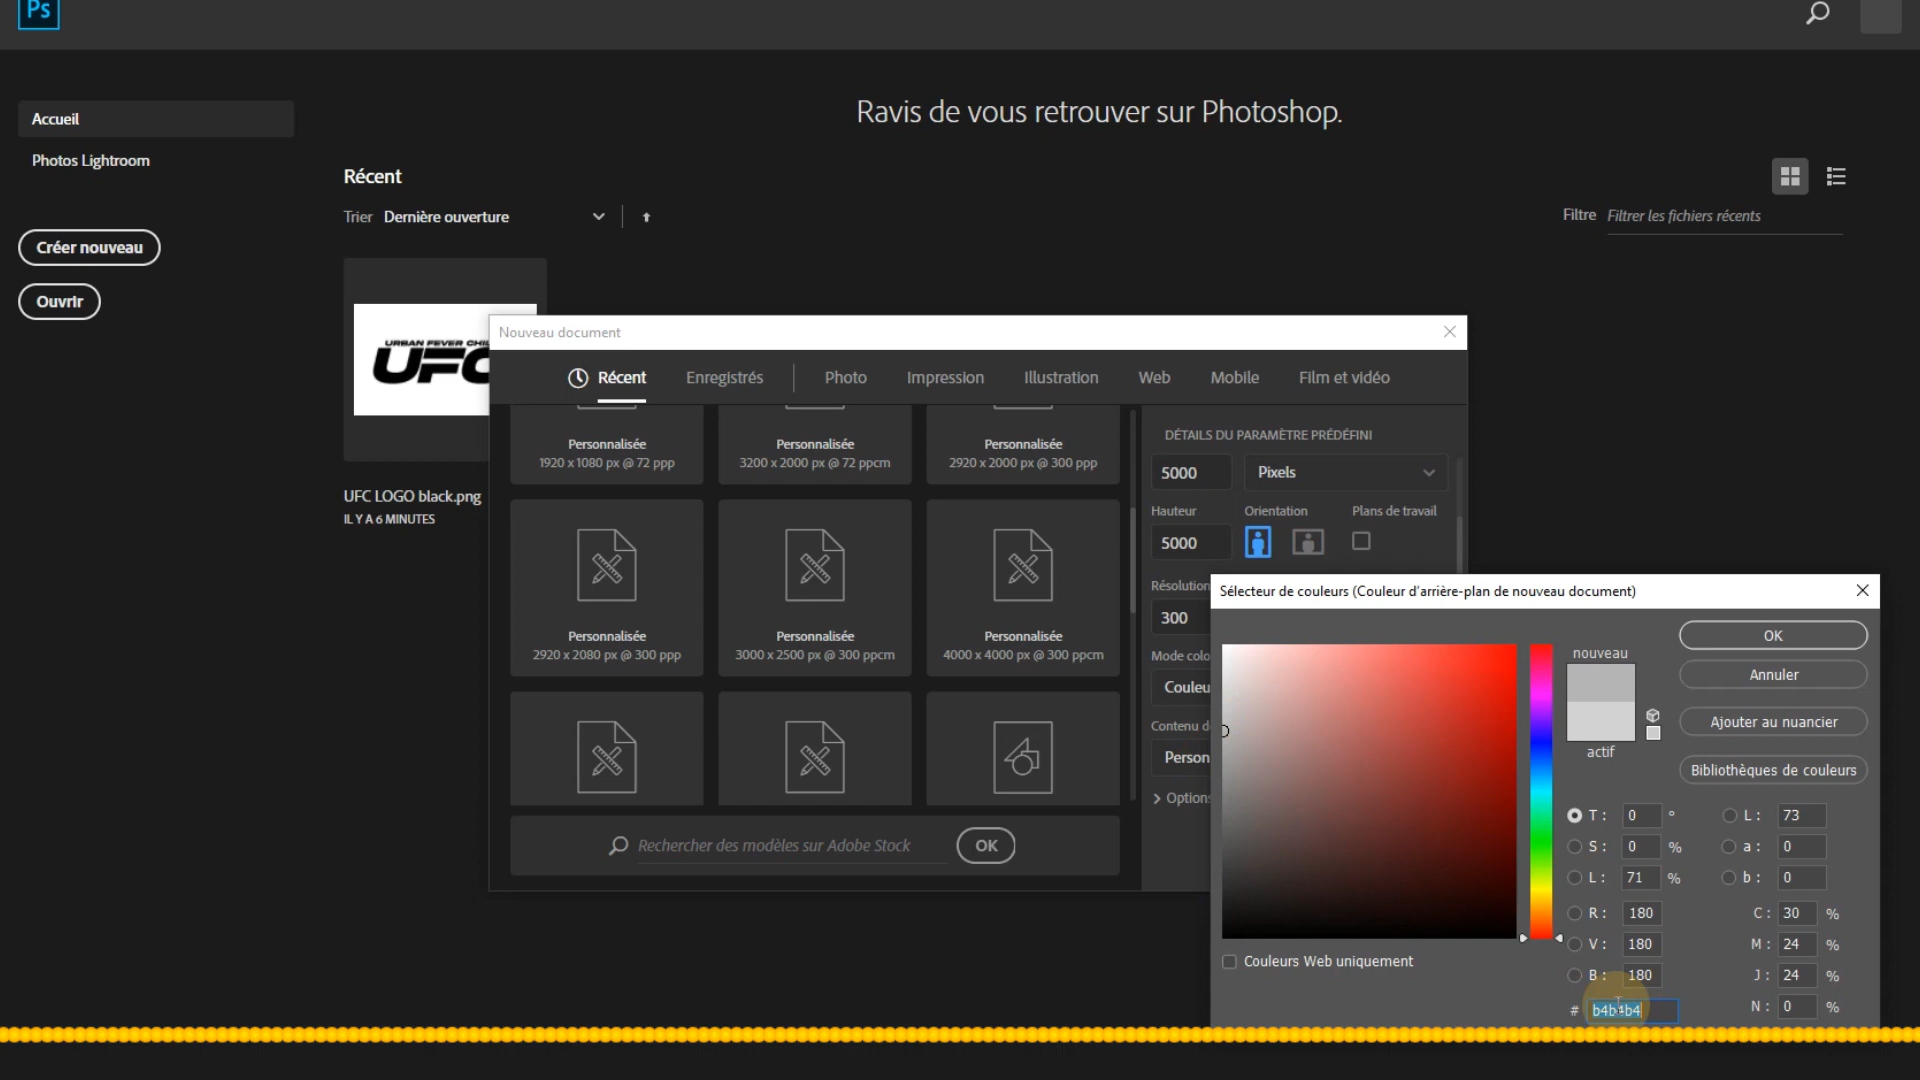 Ps
Ravis de vous retrouver sur Photoshop.
Accueil
Photos Lightroom
Créer nouveau
Ouvrir
Récent
Trier Dernière ouverture
Filtre Filtrer les fichiers récents
URBAN FEVER CHI
UFC
UFC LOGO black.png
IL Y A 6 MINUTES
Nouveau document
Récent Enregistrés Photo Impression Illustration Web Mobile Film et vidéo
Personnalisée
1920 x 1080 px @ 72 ppp
Personnalisée
3200 x 2000 px @ 72 ppcm
Personnalisée
2920 x 2000 px @ 300 ppp
Personnalisée
2920 x 2080 px @ 300 ppp
Personnalisée
3000 x 2500 px @ 300 ppcm
Personnalisée
4000 x 4000 px @ 300 ppcm
Rechercher des modèles sur Adobe Stock OK
DÉTAILS DU PARAMÈTRE PRÉDÉFINI
5000 Pixels
Hauteur Orientation Plans de travail
5000
Résolution
300
Mode colo
Couleu
Contenu d
Person
Options
Sélecteur de couleurs (Couleur d'arrière-plan de nouveau document)
nouveau
actif
OK
Annuler
Ajouter au nuancier
Bibliothèques de couleurs
T : 0 ° L : 73
S : 0 % a : 0
L : 71 % b : 0
R : 180 C : 30 %
V : 180 M : 24 %
B : 180 J : 24 %
# b4b4b4 N : 0 %
Couleurs Web uniquement